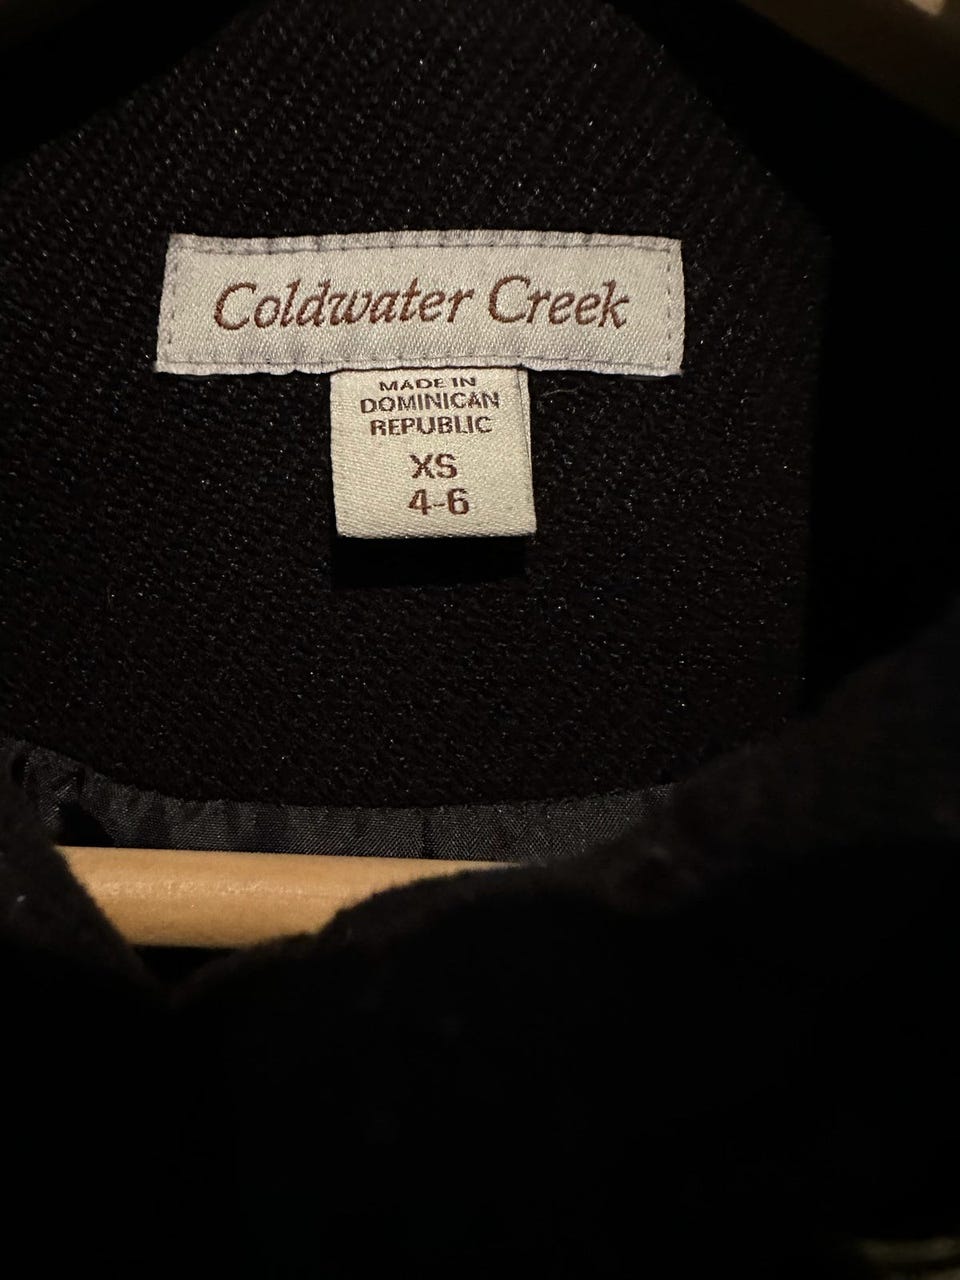 Coldwater Creek
MADE IN
DOMINICAN
REPUBLIC
XS
4-6